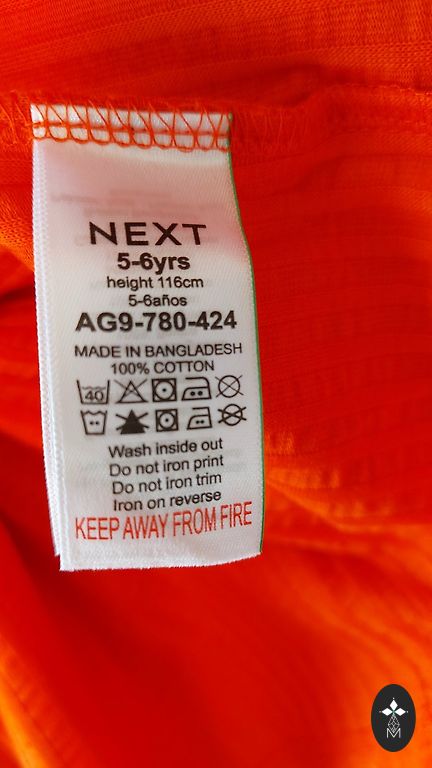 NEXT
5-6yrs
height 116cm
5-6años
AG9-780-424
MADE IN BANGLADESH
100% COTTON
40
Wash inside out
Do not iron print
Do not iron trim
Iron on reverse
KEEP AWAY FROM FIRE
M